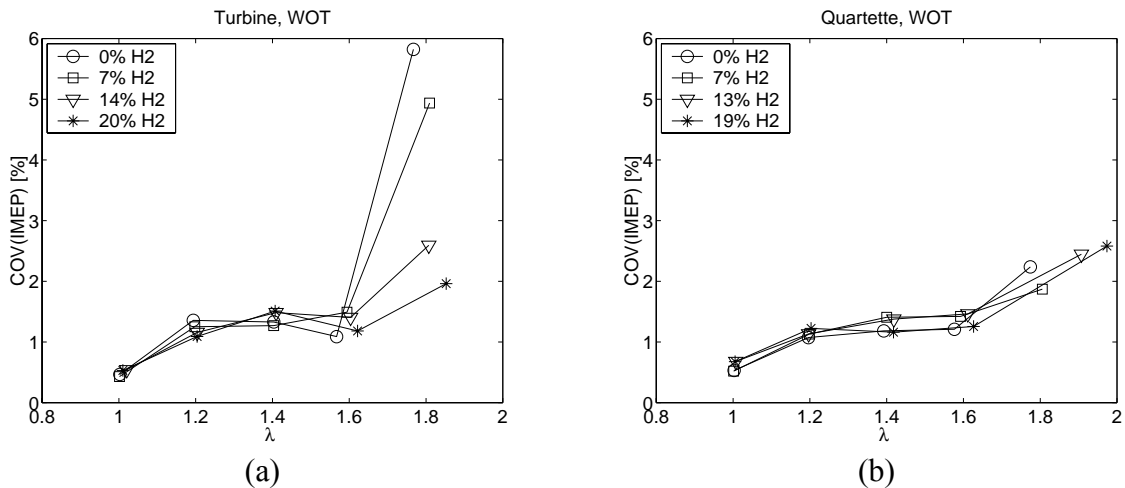 Turbine, WOT
6
5
4
3
2
1
0
COV(IMEP) [%]
0% H2
7% H2
14% H2
20% H2
0.8 1 1.2 1.4 1.6 1.8 2
λ
(a)
Quartette, WOT
6
5
4
3
2
1
0
COV(IMEP) [%]
0% H2
7% H2
13% H2
19% H2
0.8 1 1.2 1.4 1.6 1.8 2
λ
(b)